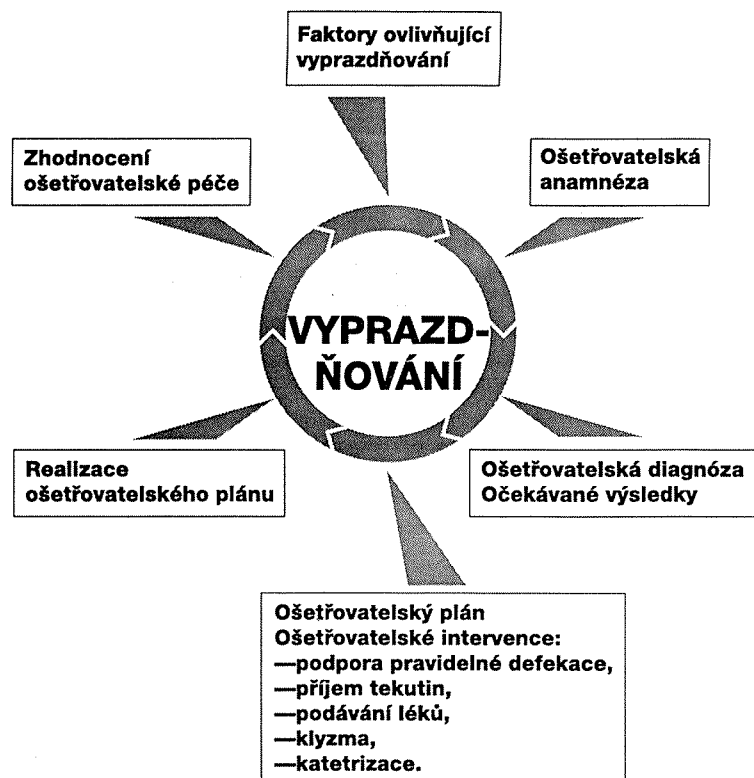 Faktory ovlivňující
vyprazdňování
Zhodnocení
ošetřovatelské péče
Ošetřovatelská
anamnéza
VYPRAZD-
ŇOVÁNÍ
Realizace
ošetřovatelského plánu
Ošetřovatelská diagnóza
Očekávané výsledky
Ošetřovatelský plán
Ošetřovatelské intervence:
—podpora pravidelné defekace,
—příjem tekutin,
—podávání léků,
—klyzma,
—katetrizace.